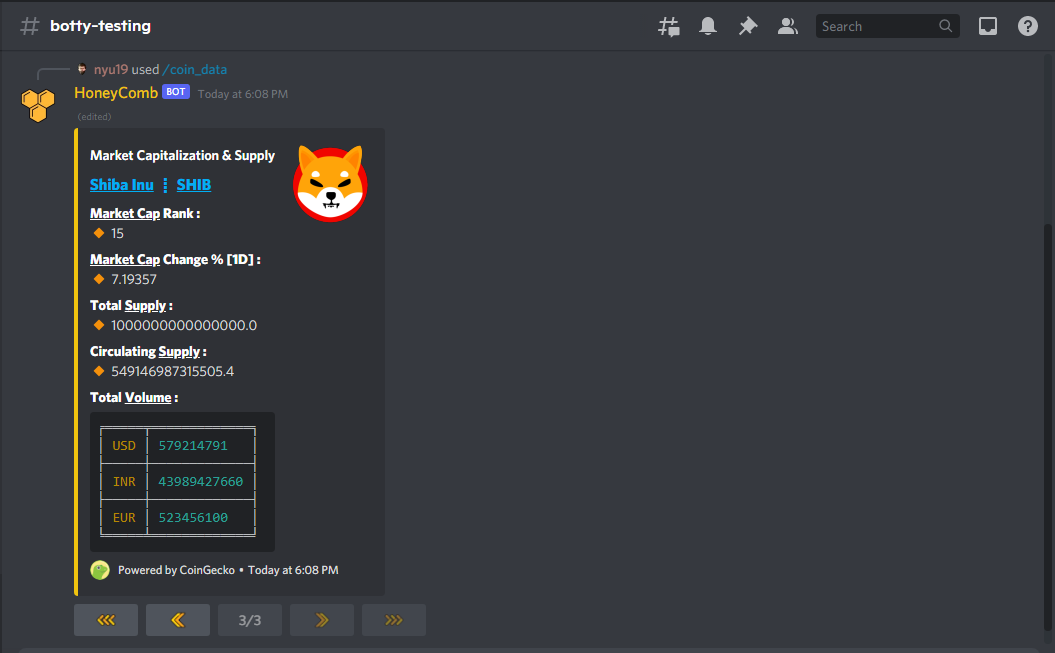 # botty-testing
Search
nyu19 used /coin_data
HoneyComb BOT Today at 6:08 PM
(edited)
Market Capitalization & Supply
Shiba Inu ┋ SHIB
Market Cap Rank :
🔸 15
Market Cap Change % [1D] :
🔸 7.19357
Total Supply :
🔸 1000000000000000.0
Circulating Supply :
🔸 549146987315505.4
Total Volume :
USD 579214791
INR 43989427660
EUR 523456100
Powered by CoinGecko • Today at 6:08 PM
3/3